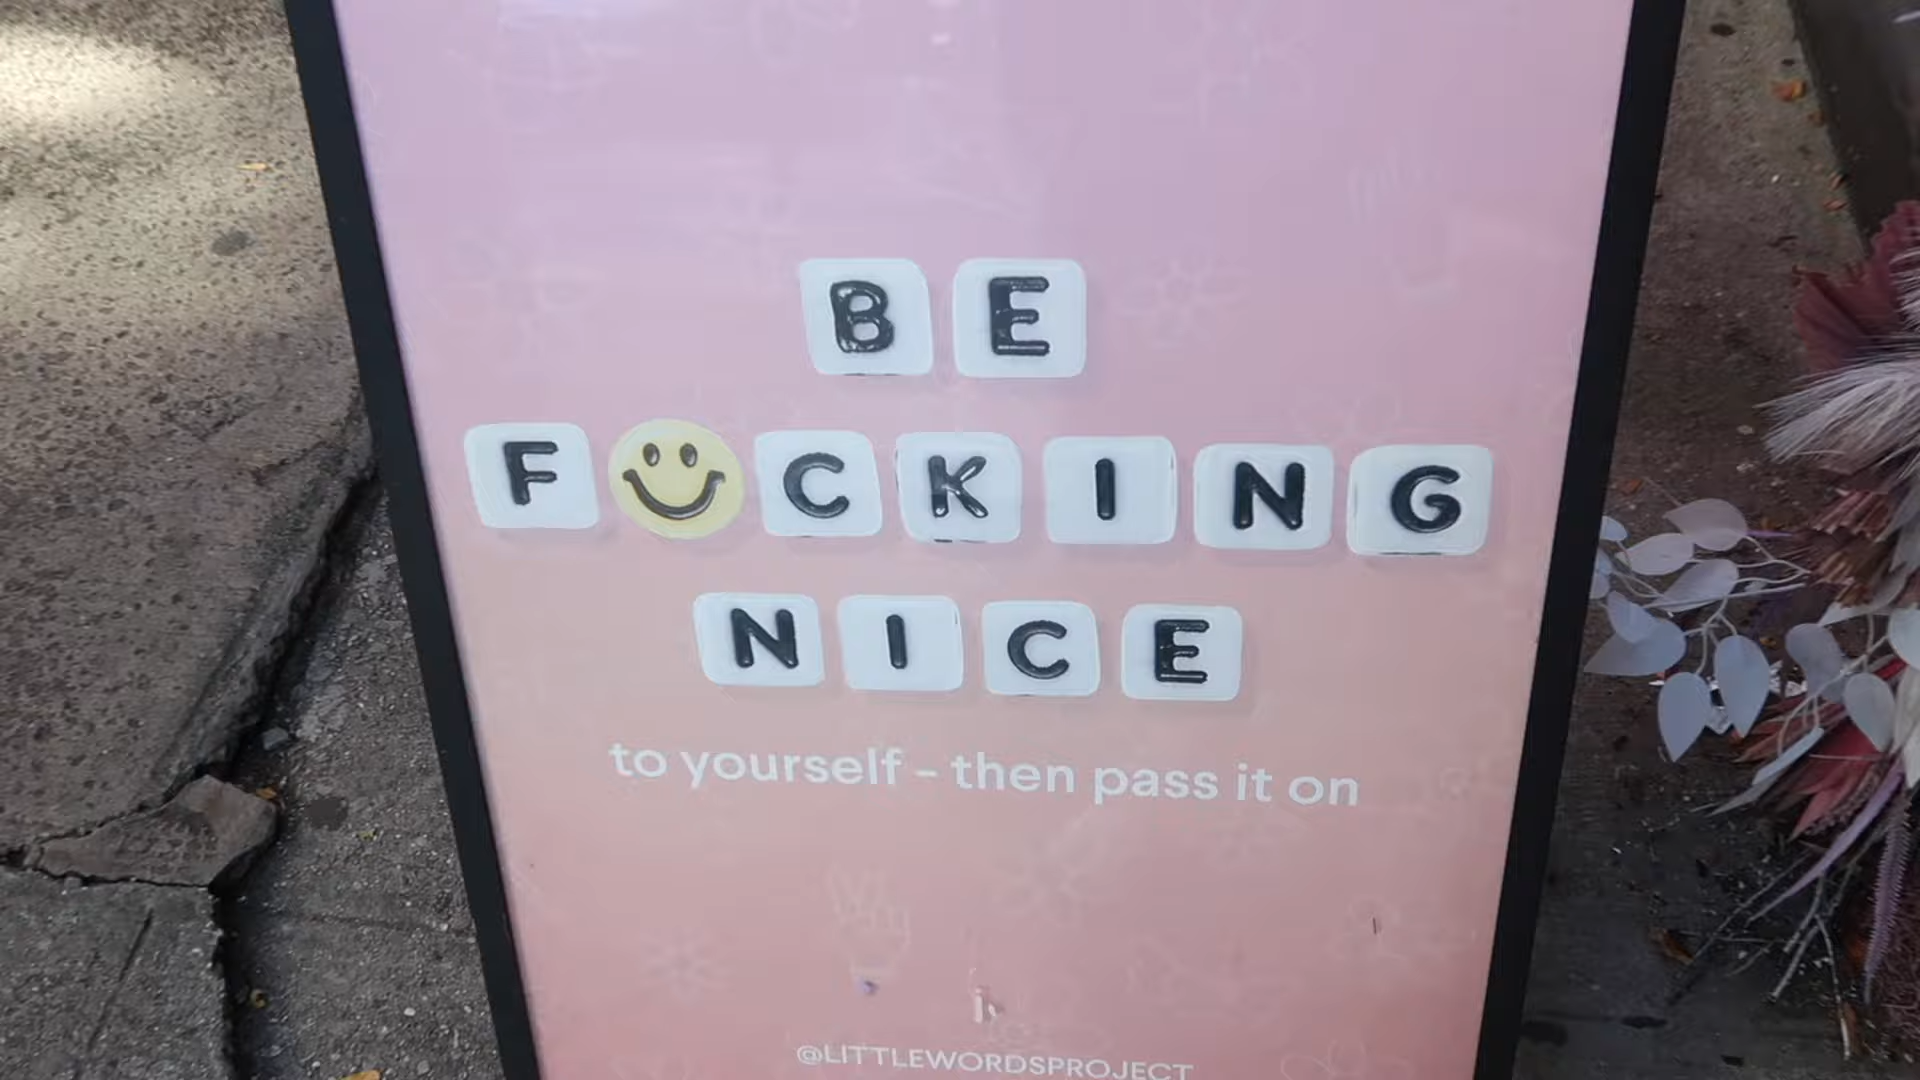 BE
F🙂CKING
NICE
to yourself - then pass it on
@LITTLEWORDSPROJECT